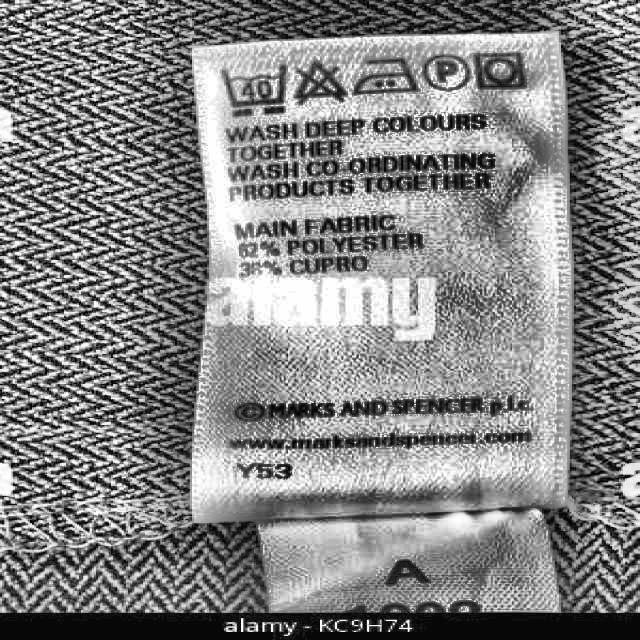 40
P
WASH DEEP COLOURS
TOGETHER
WASH CO-ORDINATING
PRODUCTS TOGETHER
MAIN FABRIC
62% POLYESTER
38% CUPRO
alamy
©MARKS AND SPENCER p.l.c.
www.marksandspencer.com
Y53
A
alamy - KC9H74